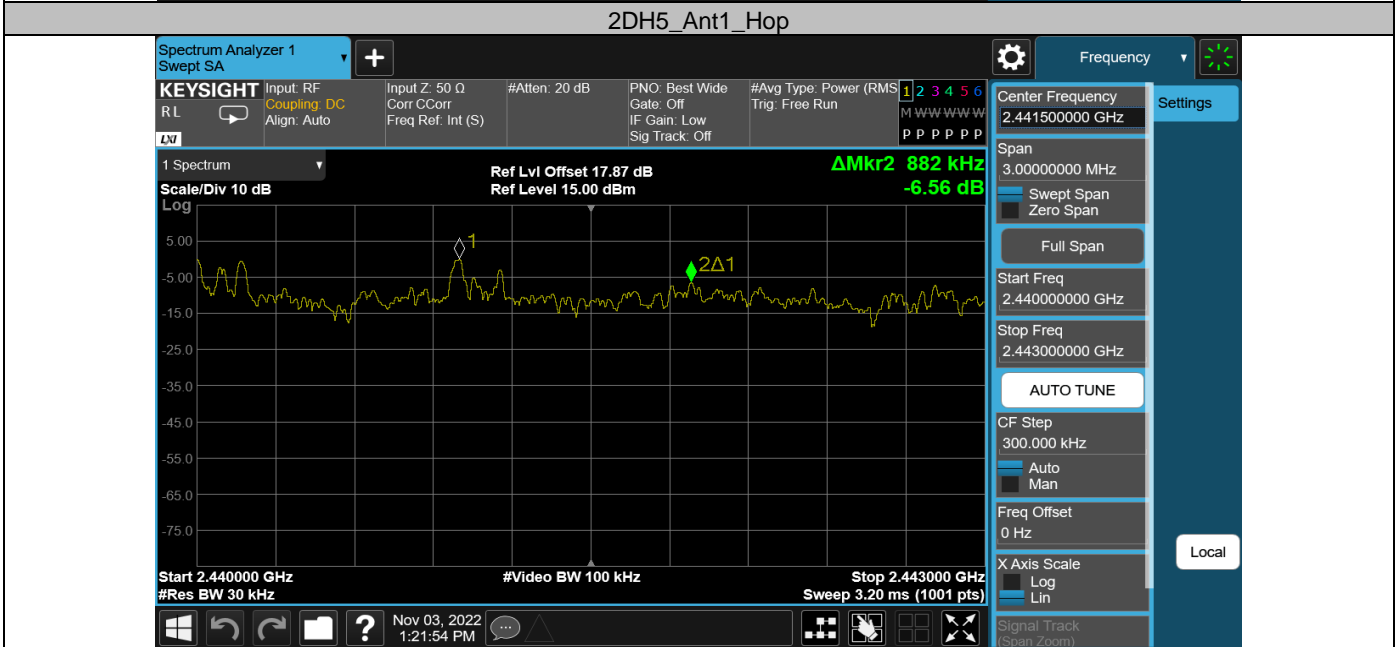 2DH5_Ant1_Hop
Spectrum Analyzer 1
Swept SA
Frequency
KEYSIGHT
RL
LXI
Input: RF
Coupling: DC
Align: Auto
Input Z: 50 Ω
Corr CCorr
Freq Ref: Int (S)
#Atten: 20 dB
PNO: Best Wide
Gate: Off
IF Gain: Low
Sig Track: Off
#Avg Type: Power (RMS
Trig: Free Run
1 2 3 4 5 6
M W W W W W
P P P P P P
1 Spectrum
Scale/Div 10 dB
Log
Ref Lvl Offset 17.87 dB
Ref Level 15.00 dBm
ΔMkr2 882 kHz
-6.56 dB
1
2Δ1
5.00
-5.00
-15.0
-25.0
-35.0
-45.0
-55.0
-65.0
-75.0
Start 2.440000 GHz
#Video BW 100 kHz
Stop 2.443000 GHz
#Res BW 30 kHz
Sweep 3.20 ms (1001 pts)
Nov 03, 2022
1:21:54 PM
Center Frequency
2.441500000 GHz
Settings
Span
3.00000000 MHz
Swept Span
Zero Span
Full Span
Start Freq
2.440000000 GHz
Stop Freq
2.443000000 GHz
AUTO TUNE
CF Step
300.000 kHz
Auto
Man
Freq Offset
0 Hz
Local
X Axis Scale
Log
Lin
Signal Track
(Span Zoom)